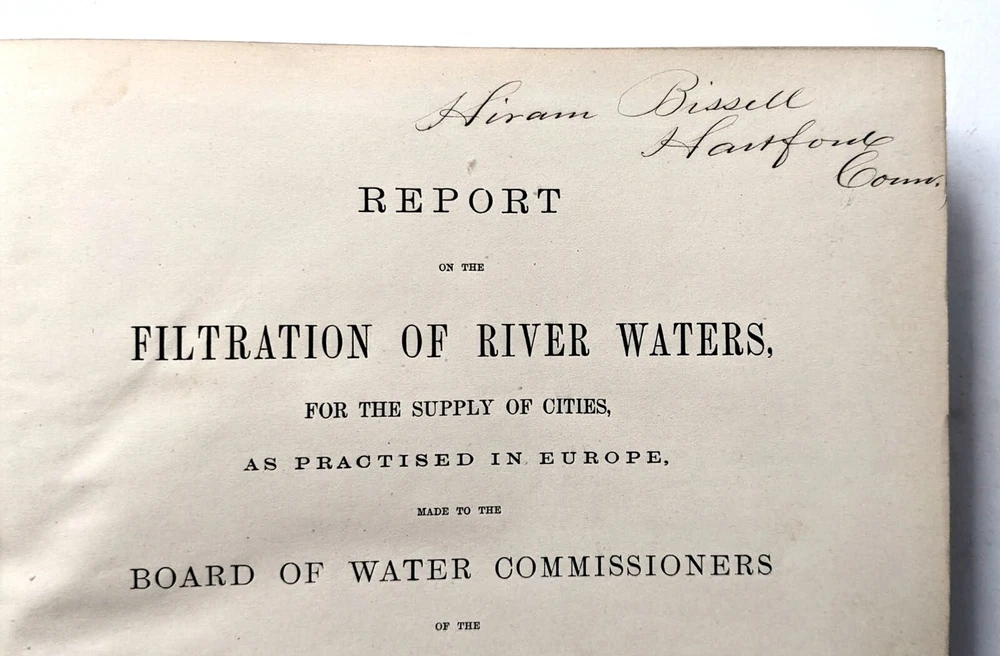 Hiram Bissell
Hartford
Conn.
REPORT
ON THE
FILTRATION OF RIVER WATERS,
FOR THE SUPPLY OF CITIES,
AS PRACTISED IN EUROPE,
MADE TO THE
BOARD OF WATER COMMISSIONERS
OF THE